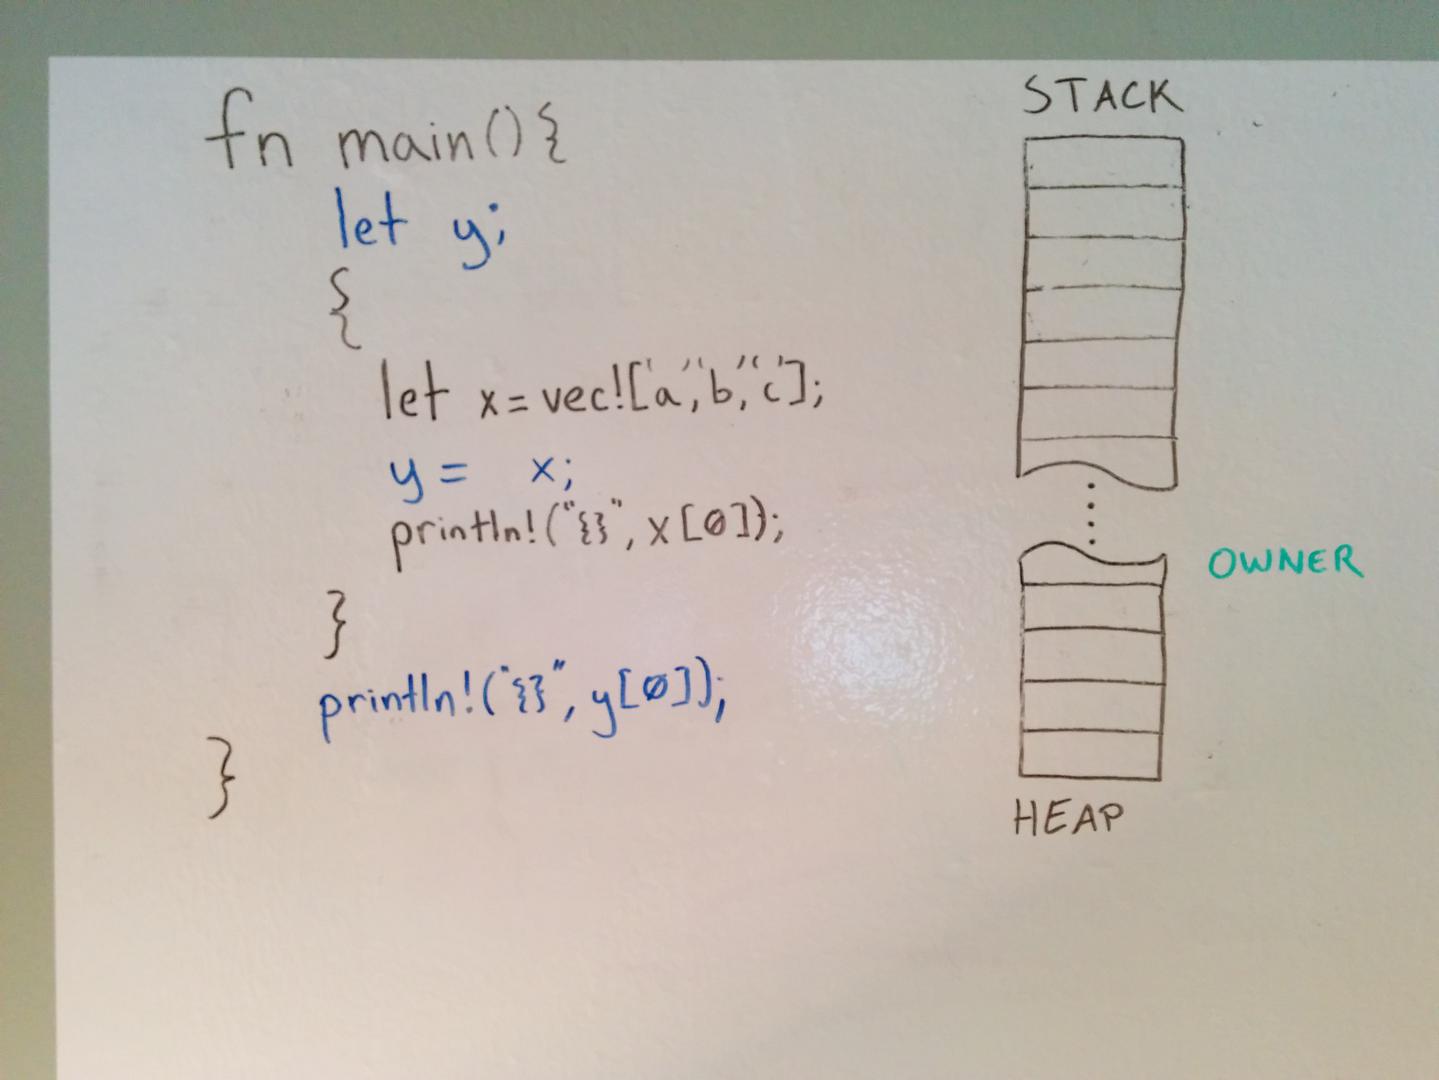 fn main(){
let y;
{
let x=vec!['a','b','c'];
y = x;
println!("{}", x[0]);
}
println!("{}", y[0]);
}
STACK
OWNER
HEAP